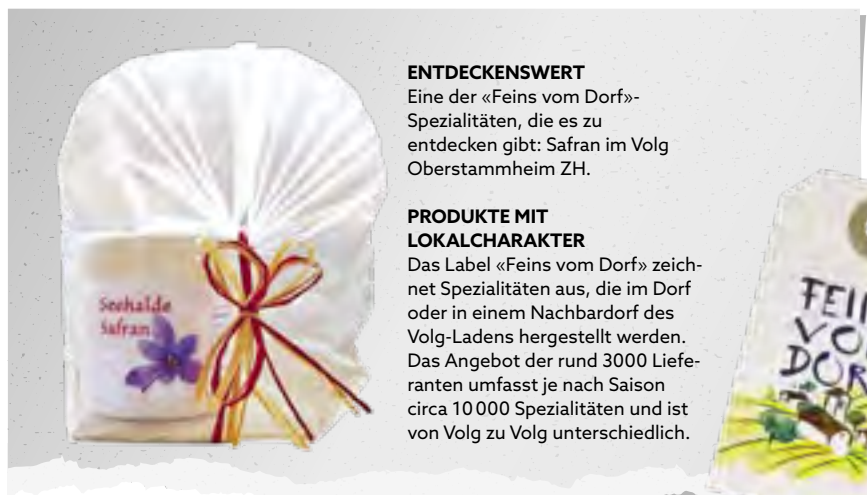 Seehalde
Safran
ENTDECKENSWERT
Eine der «Feins vom Dorf»-
Spezialitäten, die es zu
entdecken gibt: Safran im Volg
Oberstammheim ZH.
PRODUKTE MIT
LOKALCHARAKTER
Das Label «Feins vom Dorf» zeich-
net Spezialitäten aus, die im Dorf
oder in einem Nachbardorf des
Volg-Ladens hergestellt werden.
Das Angebot der rund 3000 Liefe-
ranten umfasst je nach Saison
circa 10 000 Spezialitäten und ist
von Volg zu Volg unterschiedlich.